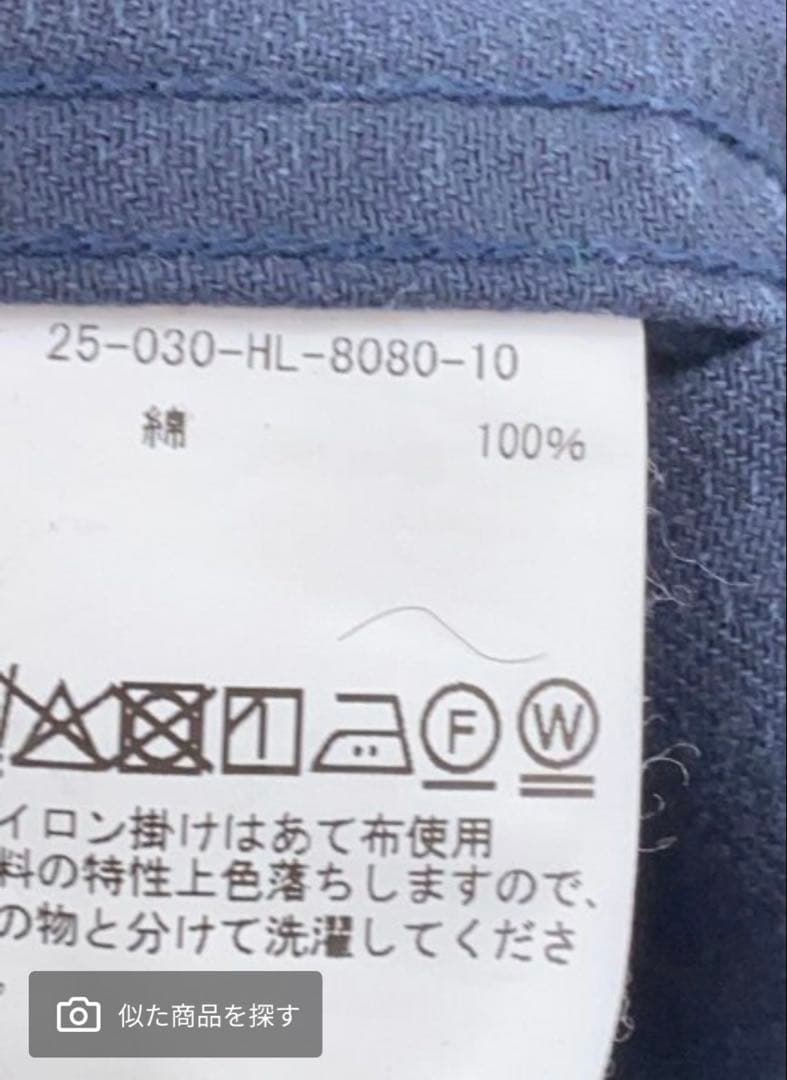 25-030-HL-8080-10
綿 100%
F W
イロン掛けはあて布使用
料の特性上色落ちしますので、
の物と分けて洗濯してくださ
似た商品を探す